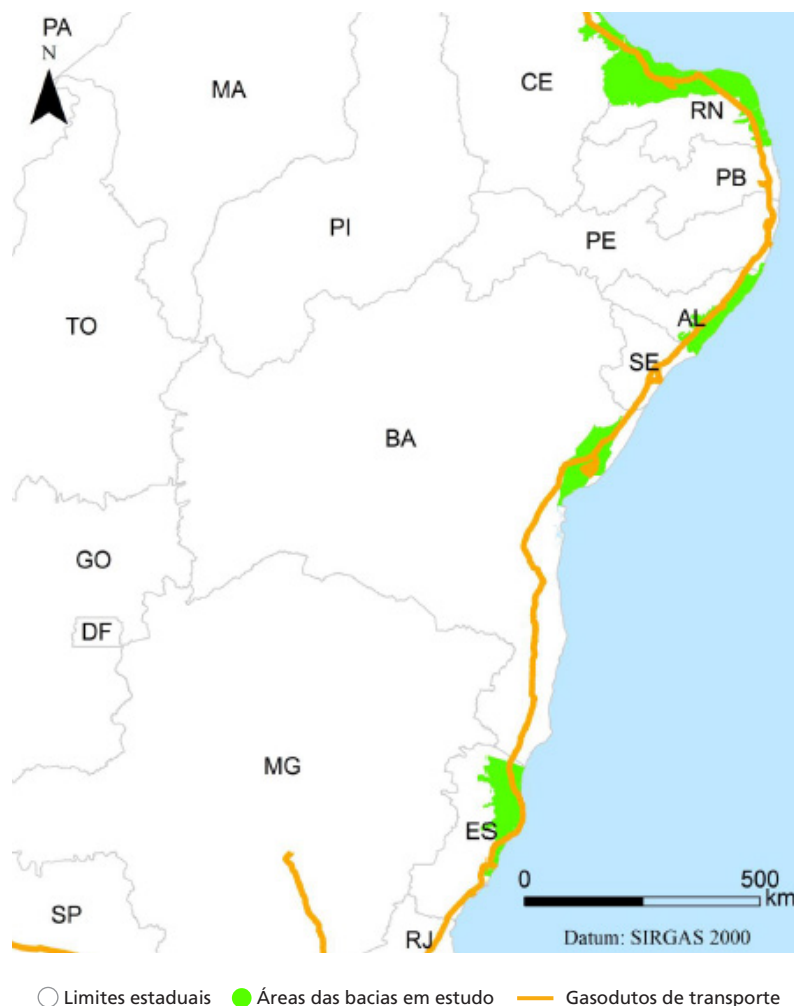 PA
N
MA
CE
RN
PB
PI
PE
TO
AL
SE
BA
GO
DF
MG
ES
0 500
km
SP
RJ
Datum: SIRGAS 2000
Limites estaduais Áreas das bacias em estudo Gasodutos de transporte